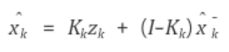 x̂ₖ = Kₖzₖ + (I–Kₖ)x̂ₖ⁻